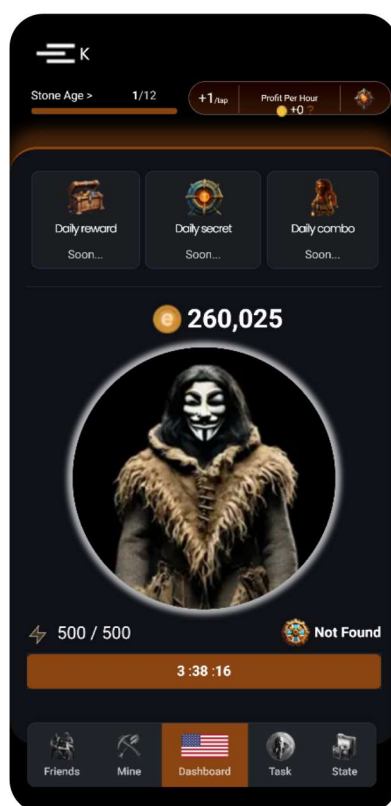 K
Stone Age > 1/12
+1/tap
Profit Per Hour
+0 ?
Daily reward
Daily secret
Daily combo
Soon...
Soon...
Soon...
e 260,025
500 / 500
Not Found
3 :38 :16
Friends
Mine
Dashboard
Task
State